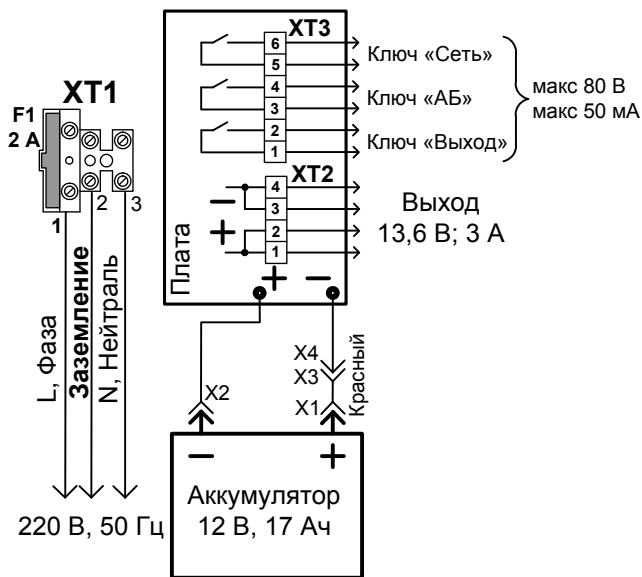 XT1
F1
2 А
1
2
3
L, Фаза
Заземление
N, Нейтраль
220 В, 50 Гц
Плата
XT3
6
5
4
3
2
1
Ключ «Сеть»
Ключ «АБ»
Ключ «Выход»
макс 80 В
макс 50 мА
XT2
4
3
2
1
−
+
Выход
13,6 В; 3 А
+ −
X4
X3
X2
X1
Красный
− +
Аккумулятор
12 В, 17 Ач